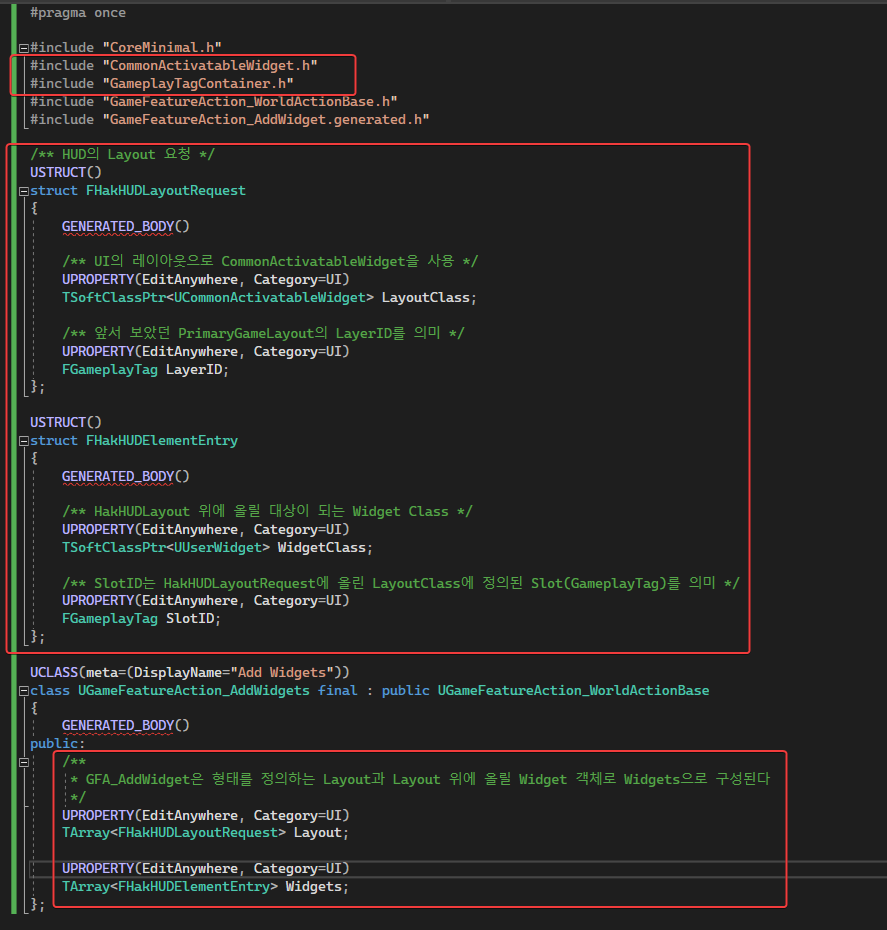 #pragma once
#include "CoreMinimal.h"
#include "CommonActivatableWidget.h"
#include "GameplayTagContainer.h"
#include "GameFeatureAction_WorldActionBase.h"
#include "GameFeatureAction_AddWidget.generated.h"
/** HUD의 Layout 요청 */
USTRUCT()
struct FHakHUDLayoutRequest
{
GENERATED_BODY()
/** UI의 레이아웃으로 CommonActivatableWidget을 사용 */
UPROPERTY(EditAnywhere, Category=UI)
TSoftClassPtr<UCommonActivatableWidget> LayoutClass;
/** 앞서 보았던 PrimaryGameLayout의 LayerID를 의미 */
UPROPERTY(EditAnywhere, Category=UI)
FGameplayTag LayerID;
};
USTRUCT()
struct FHakHUDElementEntry
{
GENERATED_BODY()
/** HakHUDLayout 위에 올릴 대상이 되는 Widget Class */
UPROPERTY(EditAnywhere, Category=UI)
TSoftClassPtr<UUserWidget> WidgetClass;
/** SlotID는 HakHUDLayoutRequest에 올린 LayoutClass에 정의된 Slot(GameplayTag)를 의미 */
UPROPERTY(EditAnywhere, Category=UI)
FGameplayTag SlotID;
};
UCLASS(meta=(DisplayName="Add Widgets"))
class UGameFeatureAction_AddWidgets final : public UGameFeatureAction_WorldActionBase
{
GENERATED_BODY()
public:
/**
* GFA_AddWidget은 형태를 정의하는 Layout과 Layout 위에 올릴 Widget 객체로 Widgets으로 구성된다
*/
UPROPERTY(EditAnywhere, Category=UI)
TArray<FHakHUDLayoutRequest> Layout;
UPROPERTY(EditAnywhere, Category=UI)
TArray<FHakHUDElementEntry> Widgets;
};